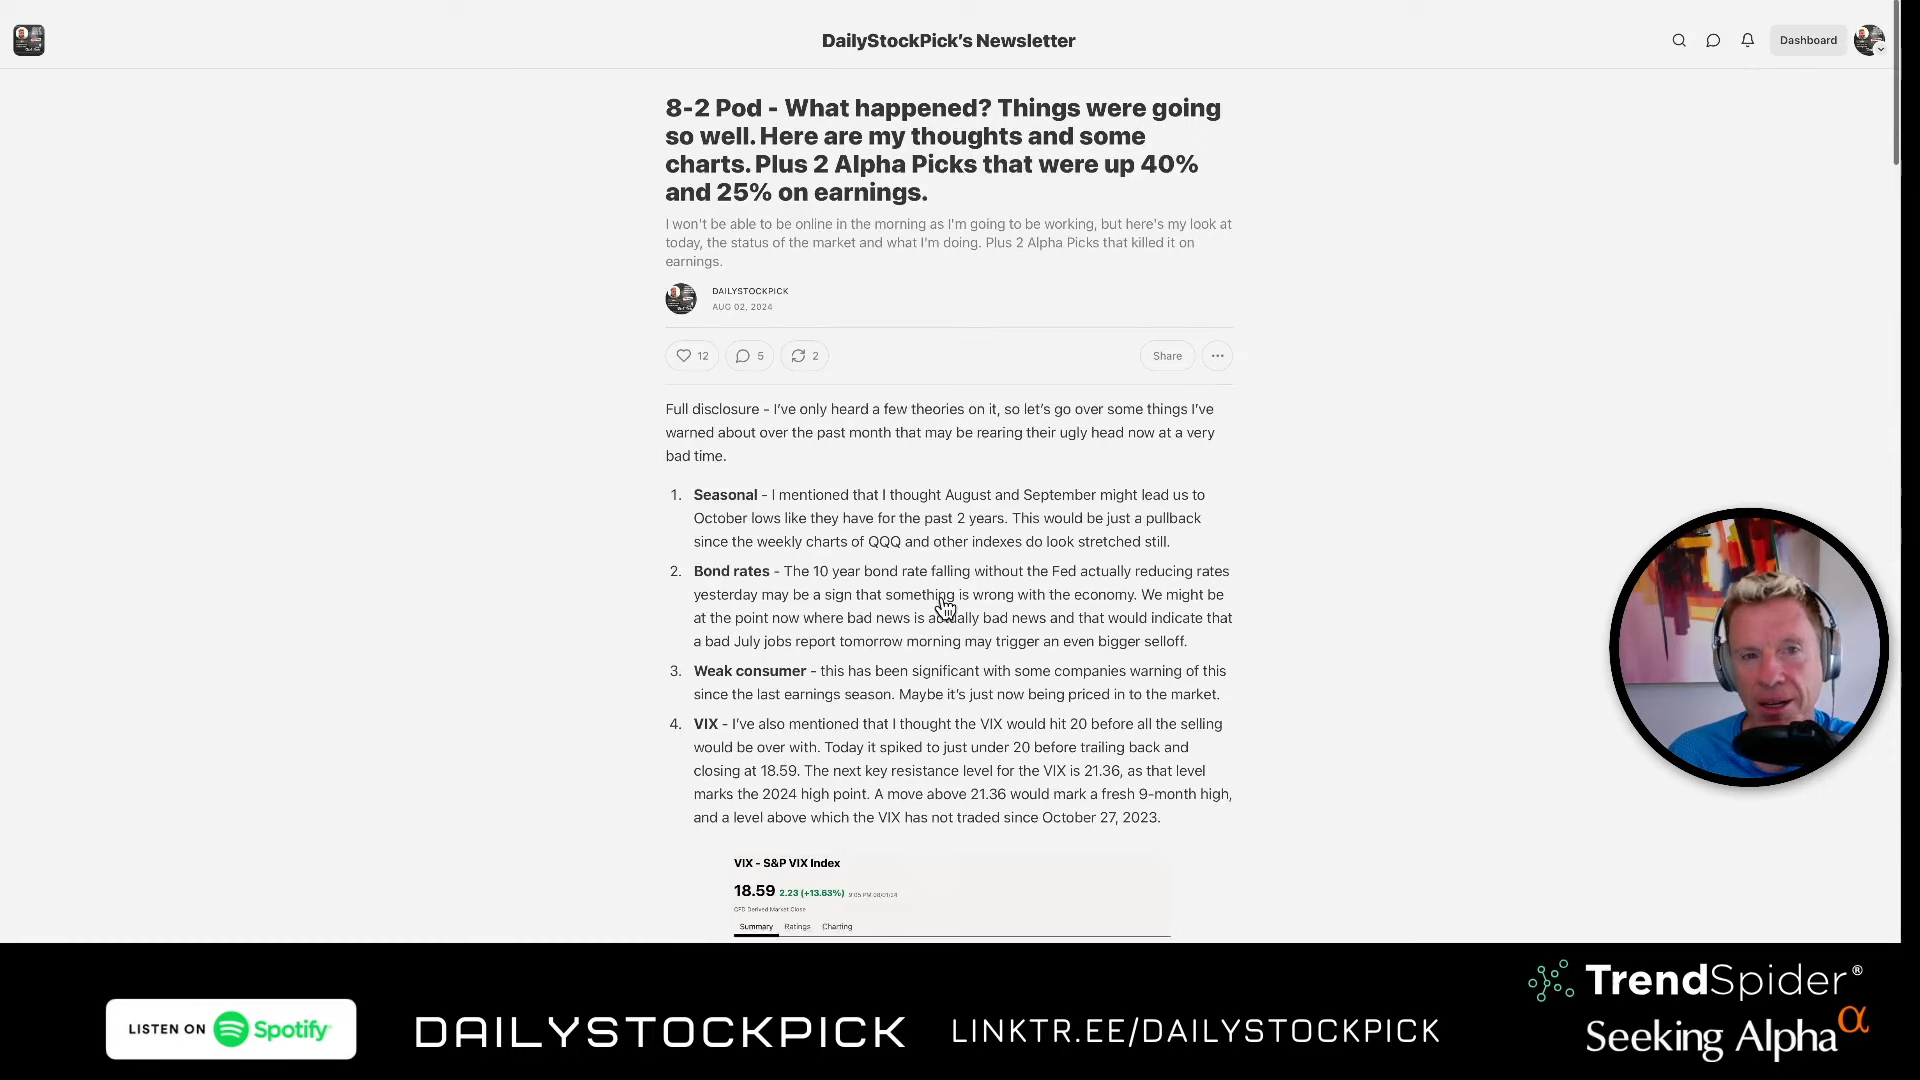 DailyStockPick's Newsletter
Dashboard
8-2 Pod - What happened? Things were going
so well. Here are my thoughts and some
charts. Plus 2 Alpha Picks that were up 40%
and 25% on earnings.
I won't be able to be online in the morning as I'm going to be working, but here's my look at
today, the status of the market and what I'm doing. Plus 2 Alpha Picks that killed it on
earnings.
DAILYSTOCKPICK
AUG 02, 2024
12
5
2
Share
Full disclosure - I've only heard a few theories on it, so let's go over some things I've
warned about over the past month that may be rearing their ugly head now at a very
bad time.
1. Seasonal - I mentioned that I thought August and September might lead us to
October lows like they have for the past 2 years. This would be just a pullback
since the weekly charts of QQQ and other indexes do look stretched still.
2. Bond rates - The 10 year bond rate falling without the Fed actually reducing rates
yesterday may be a sign that something is wrong with the economy. We might be
at the point now where bad news is actually bad news and that would indicate that
a bad July jobs report tomorrow morning may trigger an even bigger selloff.
3. Weak consumer - this has been significant with some companies warning of this
since the last earnings season. Maybe it's just now being priced in to the market.
4. VIX - I've also mentioned that I thought the VIX would hit 20 before all the selling
would be over with. Today it spiked to just under 20 before trailing back and
closing at 18.59. The next key resistance level for the VIX is 21.36, as that level
marks the 2024 high point. A move above 21.36 would mark a fresh 9-month high,
and a level above which the VIX has not traded since October 27, 2023.
VIX - S&P VIX Index
18.59 2.23 (+13.63%) 9:05 PM 08/01/24
CFD Derived Market Close
Summary Ratings Charting
LISTEN ON Spotify
DAILYSTOCKPICK
LINKTR.EE/DAILYSTOCKPICK
TrendSpider®
Seeking Alpha α